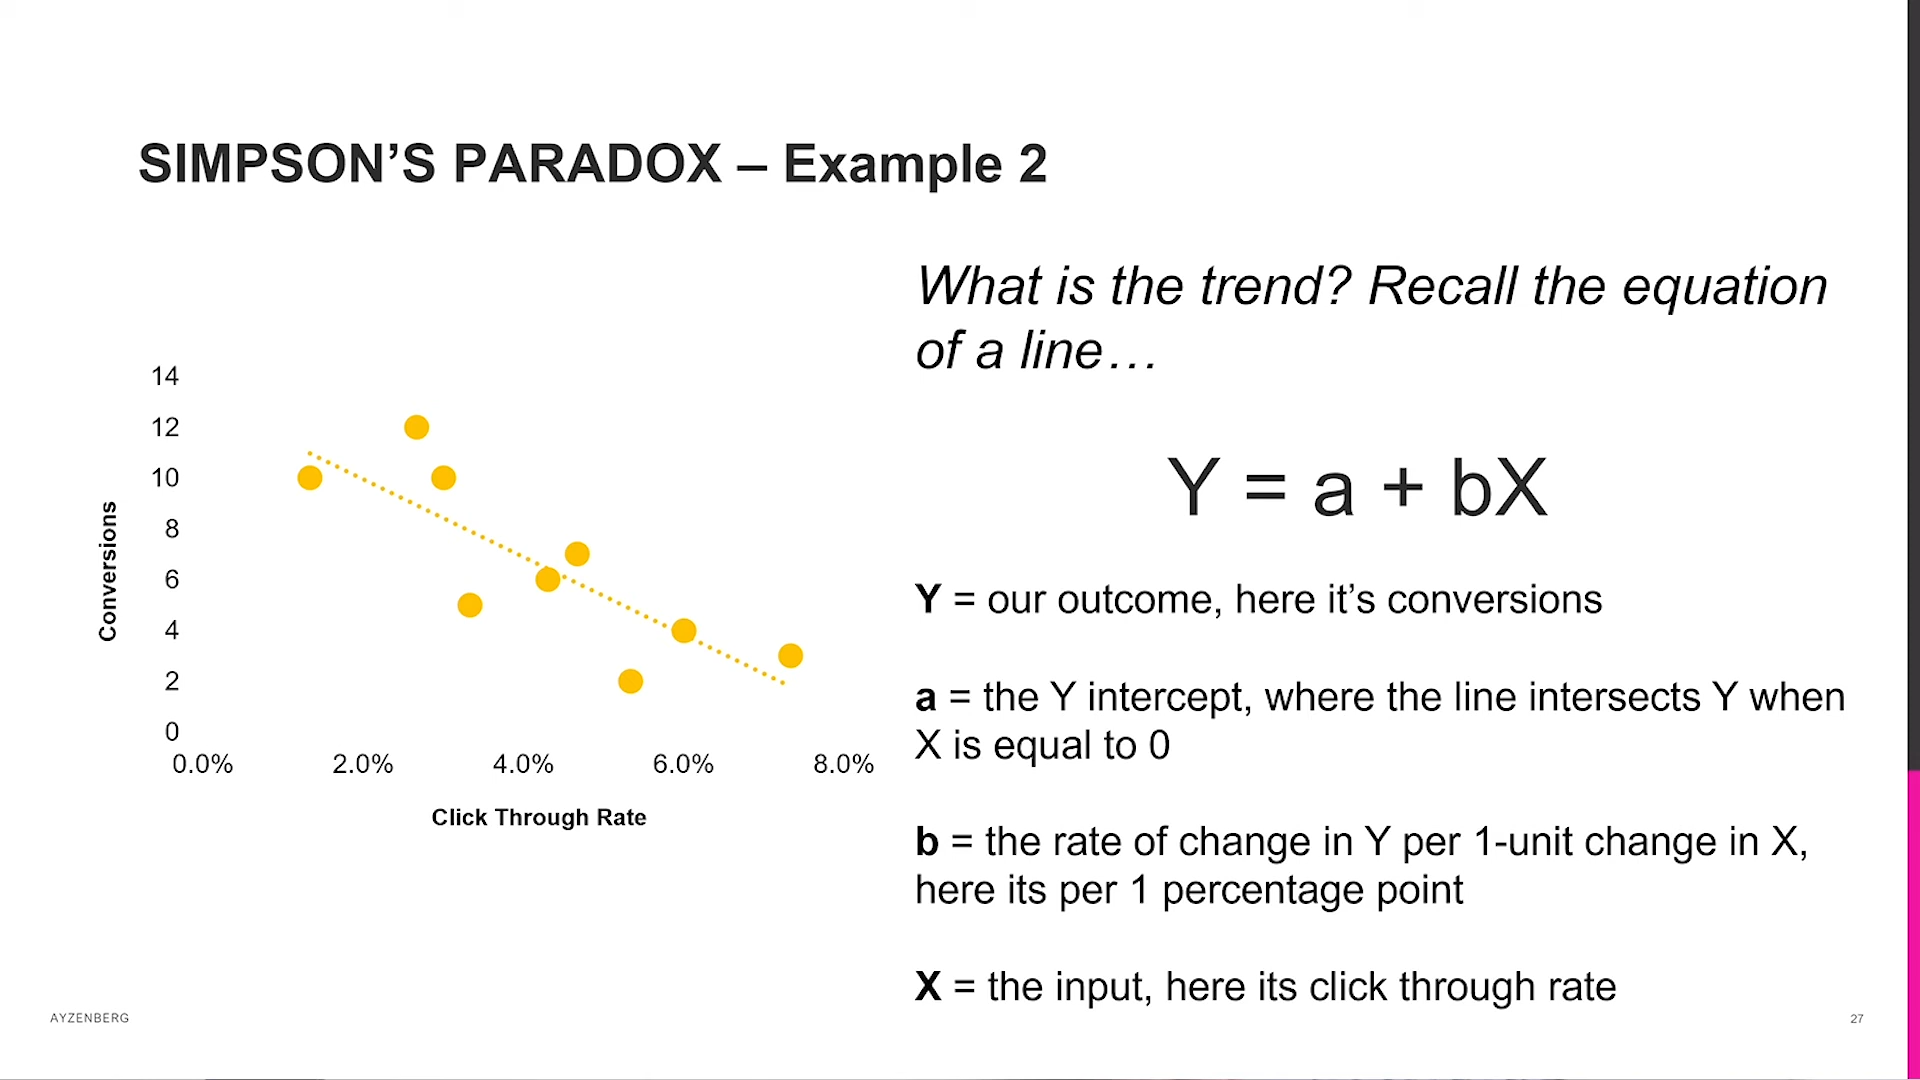 SIMPSON’S PARADOX – Example 2
What is the trend? Recall the equation
of a line…
Y = a + bX
Y = our outcome, here it’s conversions
a = the Y intercept, where the line intersects Y when
X is equal to 0
b = the rate of change in Y per 1-unit change in X,
here its per 1 percentage point
X = the input, here its click through rate
14
12
10
8
6
4
2
0
Conversions
0.0% 2.0% 4.0% 6.0% 8.0%
Click Through Rate
AYZENBERG
27